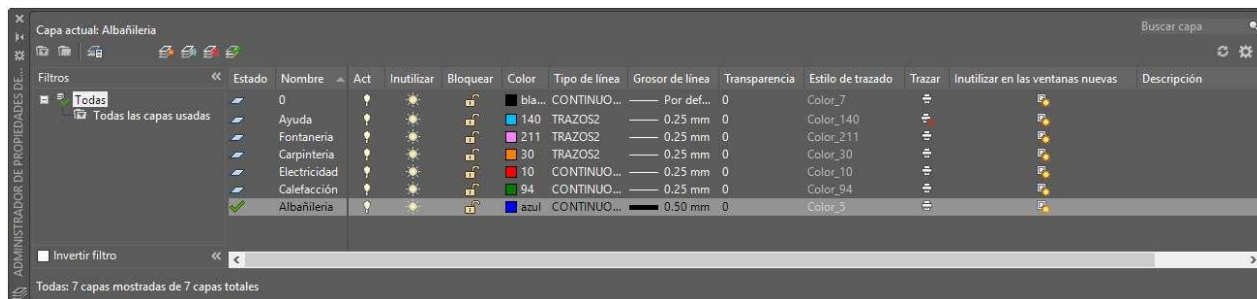 Capa actual: Albañileria
Buscar capa
Filtros
Estado Nombre Act Inutilizar Bloquear Color Tipo de línea Grosor de línea Transparencia Estilo de trazado Trazar Inutilizar en las ventanas nuevas Descripción
Todas
Todas las capas usadas
0 bla... CONTINUO... Por def... 0 Color_7
Ayuda 140 TRAZOS2 0.25 mm 0 Color_140
Fontaneria 211 TRAZOS2 0.25 mm 0 Color_211
Carpinteria 30 TRAZOS2 0.25 mm 0 Color_30
Electricidad 10 CONTINUO... 0.25 mm 0 Color_10
Calefacción 94 CONTINUO... 0.25 mm 0 Color_94
Albañileria azul CONTINUO... 0.50 mm 0 Color_5
Invertir filtro
Todas: 7 capas mostradas de 7 capas totales
ADMINISTRADOR DE PROPIEDADES DE...